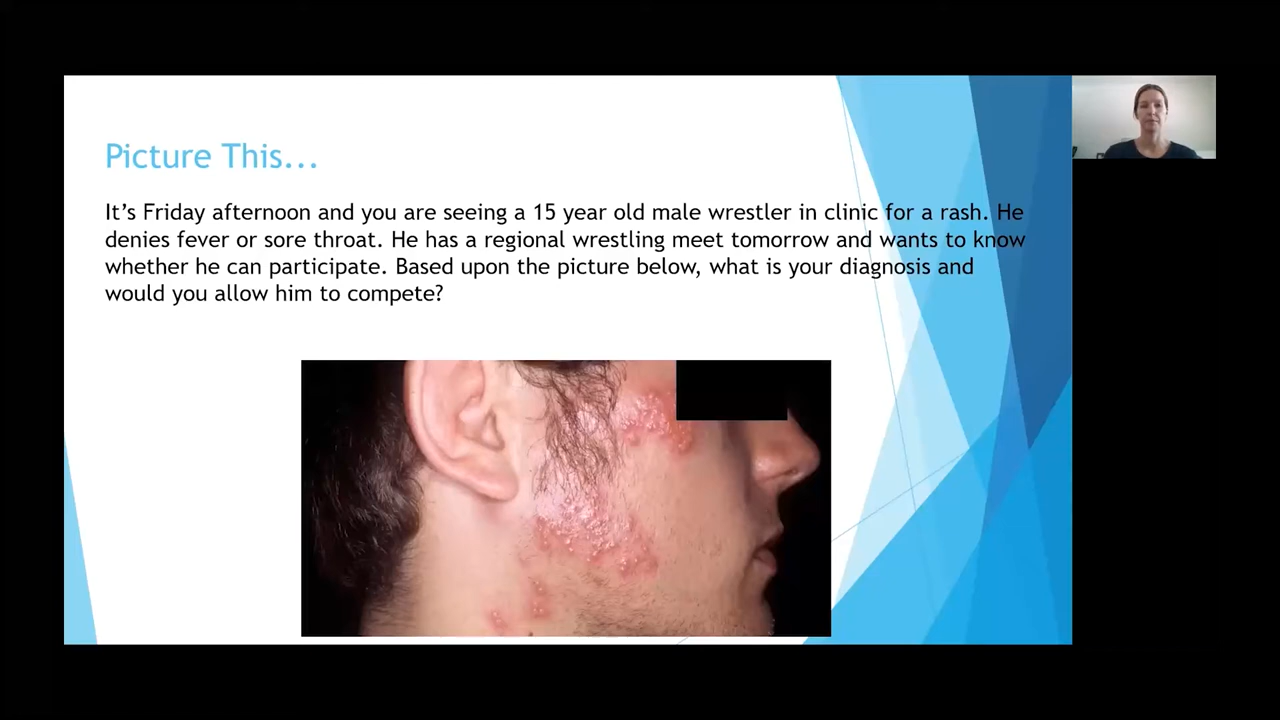 Picture This...
It's Friday afternoon and you are seeing a 15 year old male wrestler in clinic for a rash. He
denies fever or sore throat. He has a regional wrestling meet tomorrow and wants to know
whether he can participate. Based upon the picture below, what is your diagnosis and
would you allow him to compete?